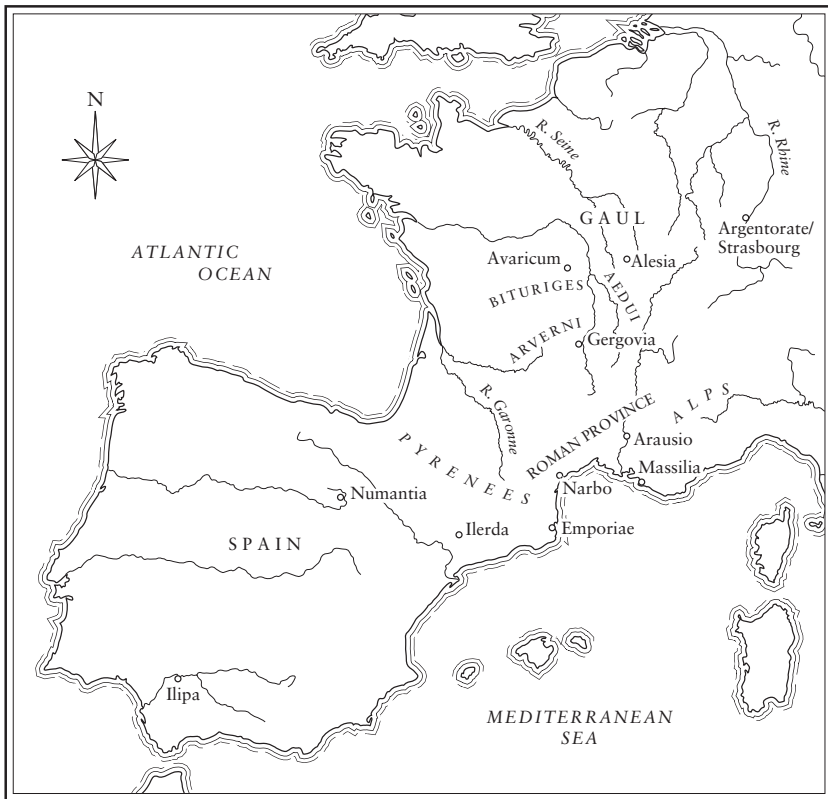 N
R. Seine
R. Rhine
GAUL
Argentorate/
Strasbourg
ATLANTIC
OCEAN
Avaricum
Alesia
BITURIGES
AEDUI
ARVERNI
Gergovia
R. Garonne
ALPS
ROMAN PROVINCE
Arausio
PYRENEES
Massilia
Narbo
Numantia
Ilerda
Emporiae
SPAIN
Ilipa
MEDITERRANEAN
SEA